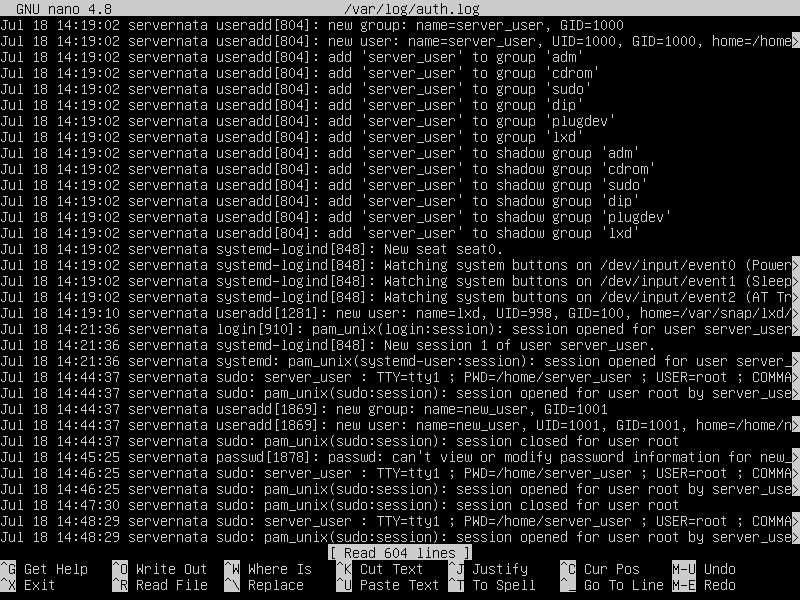 GNU nano 4.8 /var/log/auth.log
Jul 18 14:19:02 servernata useradd[804]: new group: name=server_user, GID=1000
Jul 18 14:19:02 servernata useradd[804]: new user: name=server_user, UID=1000, GID=1000, home=/home>
Jul 18 14:19:02 servernata useradd[804]: add 'server_user' to group 'adm'
Jul 18 14:19:02 servernata useradd[804]: add 'server_user' to group 'cdrom'
Jul 18 14:19:02 servernata useradd[804]: add 'server_user' to group 'sudo'
Jul 18 14:19:02 servernata useradd[804]: add 'server_user' to group 'dip'
Jul 18 14:19:02 servernata useradd[804]: add 'server_user' to group 'plugdev'
Jul 18 14:19:02 servernata useradd[804]: add 'server_user' to group 'lxd'
Jul 18 14:19:02 servernata useradd[804]: add 'server_user' to shadow group 'adm'
Jul 18 14:19:02 servernata useradd[804]: add 'server_user' to shadow group 'cdrom'
Jul 18 14:19:02 servernata useradd[804]: add 'server_user' to shadow group 'sudo'
Jul 18 14:19:02 servernata useradd[804]: add 'server_user' to shadow group 'dip'
Jul 18 14:19:02 servernata useradd[804]: add 'server_user' to shadow group 'plugdev'
Jul 18 14:19:02 servernata useradd[804]: add 'server_user' to shadow group 'lxd'
Jul 18 14:19:02 servernata systemd-logind[848]: New seat seat0.
Jul 18 14:19:02 servernata systemd-logind[848]: Watching system buttons on /dev/input/event0 (Power>
Jul 18 14:19:02 servernata systemd-logind[848]: Watching system buttons on /dev/input/event1 (Sleep>
Jul 18 14:19:02 servernata systemd-logind[848]: Watching system buttons on /dev/input/event2 (AT Tr>
Jul 18 14:19:10 servernata useradd[1281]: new user: name=lxd, UID=998, GID=100, home=/var/snap/lxd/>
Jul 18 14:21:36 servernata login[910]: pam_unix(login:session): session opened for user server_user>
Jul 18 14:21:36 servernata systemd-logind[848]: New session 1 of user server_user.
Jul 18 14:21:36 servernata systemd: pam_unix(systemd-user:session): session opened for user server_>
Jul 18 14:44:37 servernata sudo: server_user : TTY=tty1 ; PWD=/home/server_user ; USER=root ; COMMA>
Jul 18 14:44:37 servernata sudo: pam_unix(sudo:session): session opened for user root by server_use>
Jul 18 14:44:37 servernata useradd[1869]: new group: name=new_user, GID=1001
Jul 18 14:44:37 servernata useradd[1869]: new user: name=new_user, UID=1001, GID=1001, home=/home/n>
Jul 18 14:44:37 servernata sudo: pam_unix(sudo:session): session closed for user root
Jul 18 14:45:25 servernata passwd[1878]: passwd: can't view or modify password information for new_>
Jul 18 14:46:25 servernata sudo: server_user : TTY=tty1 ; PWD=/home/server_user ; USER=root ; COMMA>
Jul 18 14:46:25 servernata sudo: pam_unix(sudo:session): session opened for user root by server_use>
Jul 18 14:47:30 servernata sudo: pam_unix(sudo:session): session closed for user root
Jul 18 14:48:29 servernata sudo: server_user : TTY=tty1 ; PWD=/home/server_user ; USER=root ; COMMA>
Jul 18 14:48:29 servernata sudo: pam_unix(sudo:session): session opened for user root by server_use>
[ Read 604 lines ]
^G Get Help ^O Write Out ^W Where Is ^K Cut Text ^J Justify ^C Cur Pos M-U Undo
^X Exit ^R Read File ^\ Replace ^U Paste Text ^T To Spell ^_ Go To Line M-E Redo